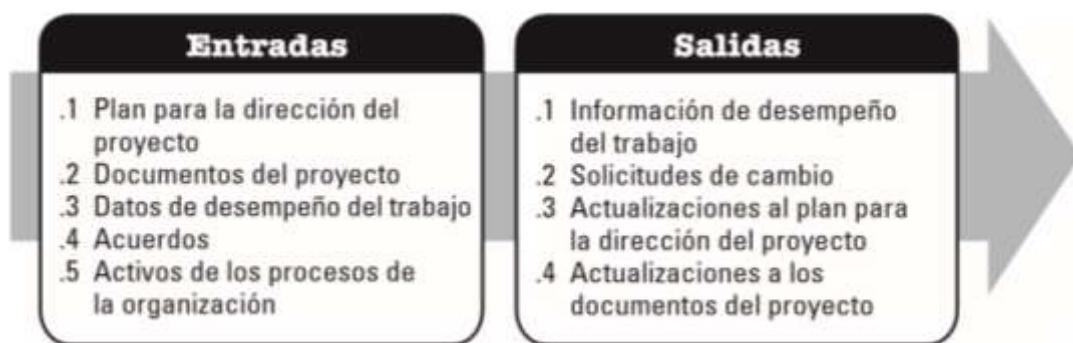 Entradas
.1 Plan para la dirección del
proyecto
.2 Documentos del proyecto
.3 Datos de desempeño del trabajo
.4 Acuerdos
.5 Activos de los procesos de
la organización
Salidas
.1 Información de desempeño
del trabajo
.2 Solicitudes de cambio
.3 Actualizaciones al plan para
la dirección del proyecto
.4 Actualizaciones a los
documentos del proyecto